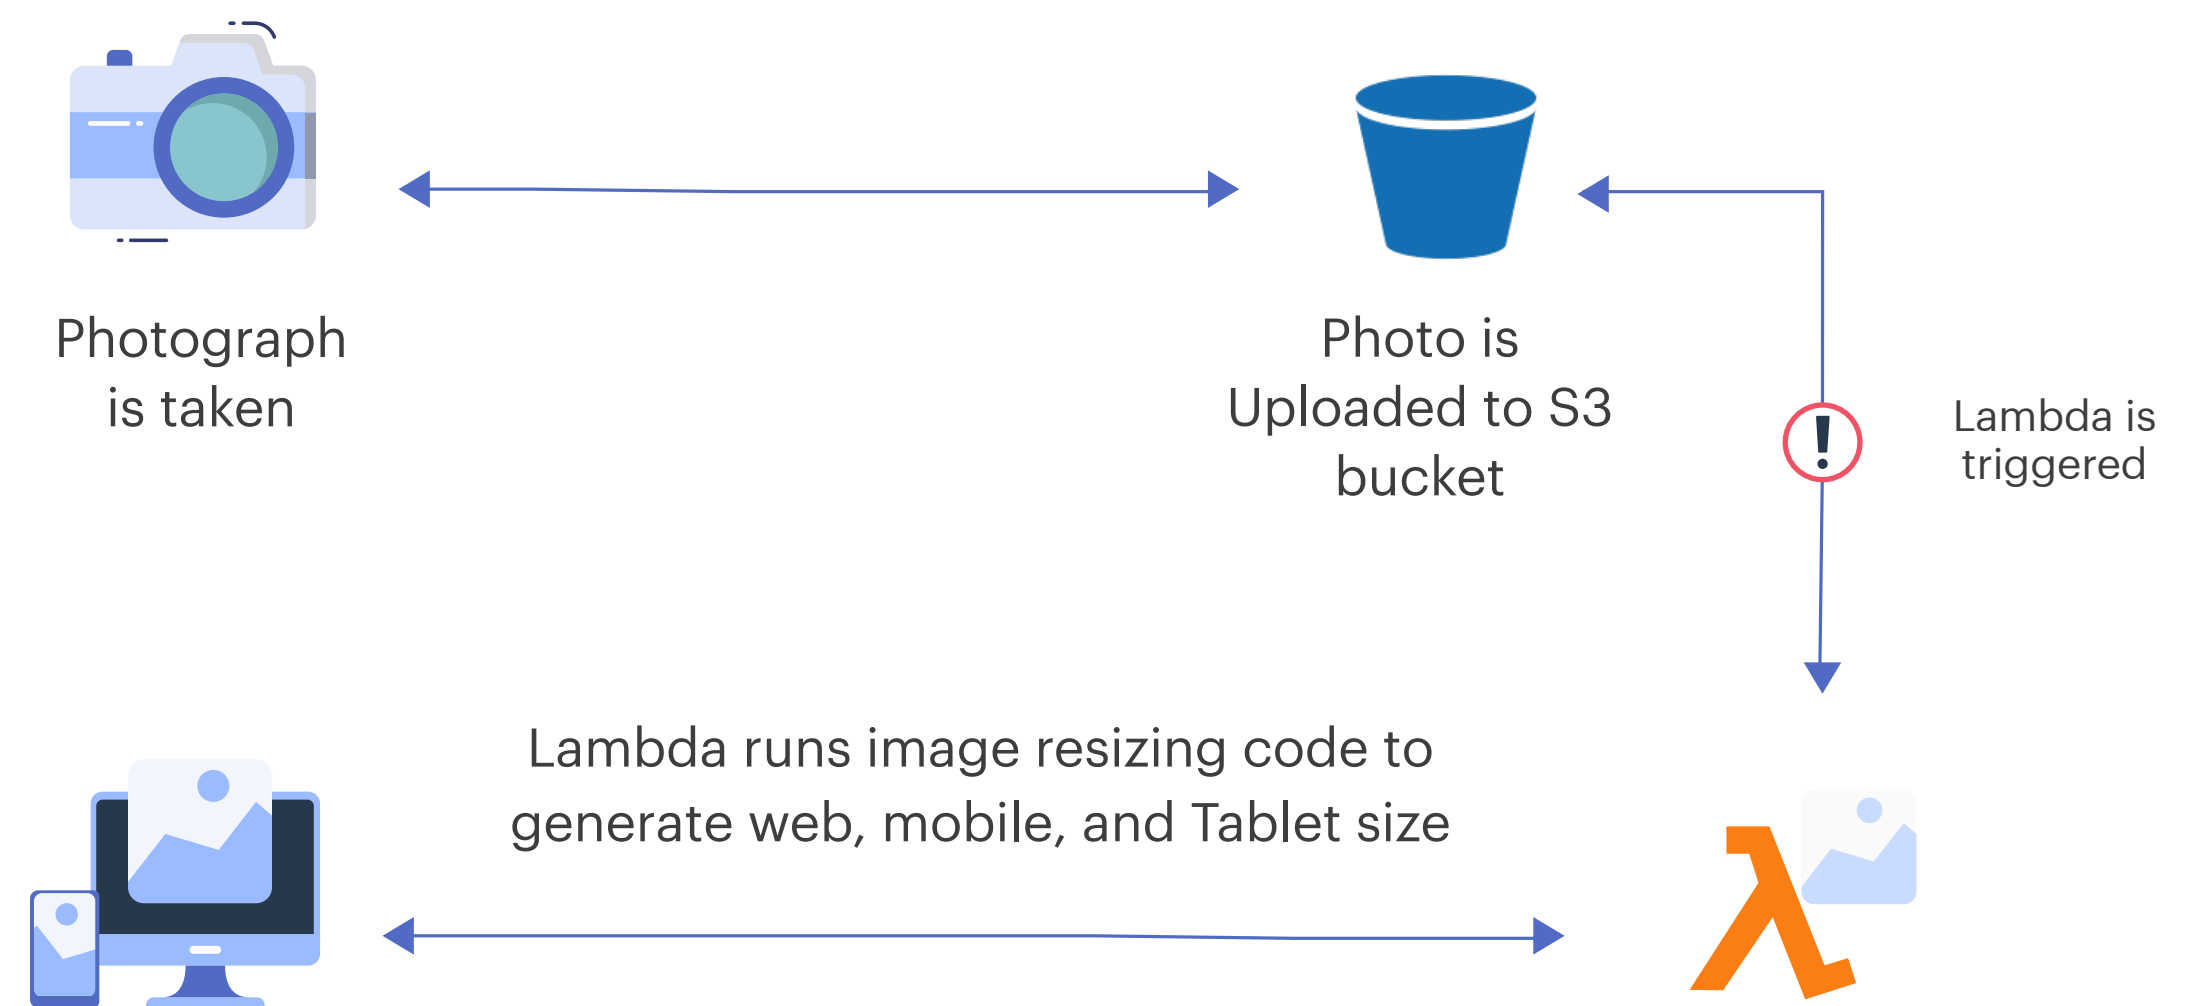 Photograph
is taken
Photo is
Uploaded to S3
bucket
Lambda is
triggered
Lambda runs image resizing code to
generate web, mobile, and Tablet size